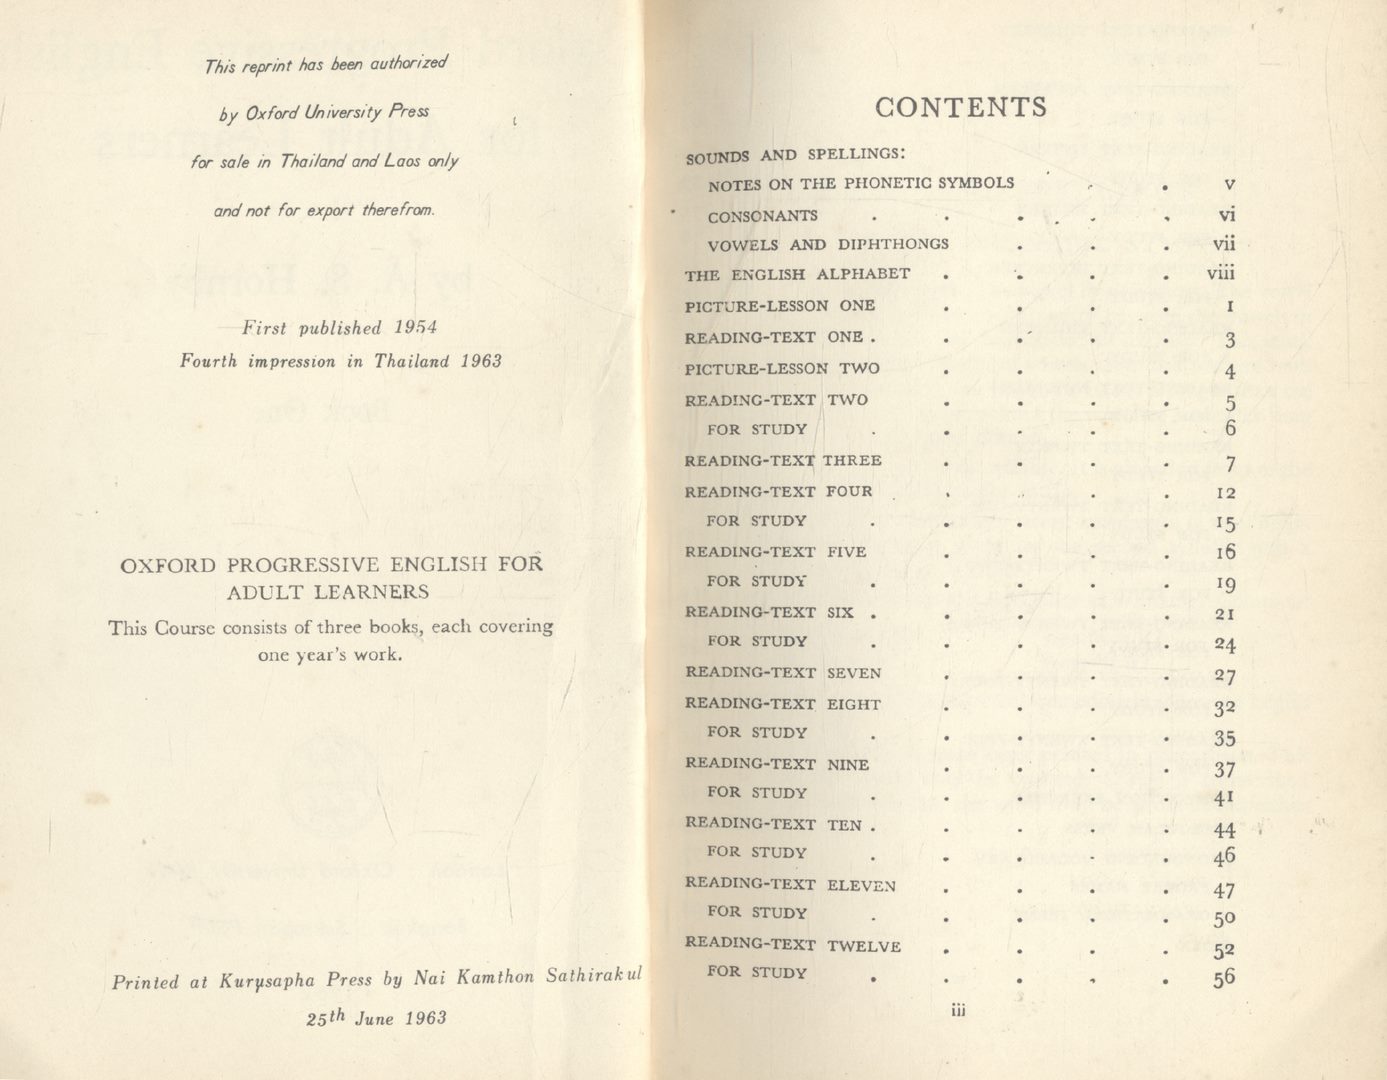 This reprint has been authorized
by Oxford University Press
for sale in Thailand and Laos only
and not for export therefrom.
First published 1954
Fourth impression in Thailand 1963
OXFORD PROGRESSIVE ENGLISH FOR
ADULT LEARNERS
This Course consists of three books, each covering
one year's work.
Printed at Kurusapha Press by Nai Kamthon Sathirakul
25th June 1963
CONTENTS
SOUNDS AND SPELLINGS:
NOTES ON THE PHONETIC SYMBOLS . . v
CONSONANTS . . . . . vi
VOWELS AND DIPHTHONGS . . . vii
THE ENGLISH ALPHABET . . . . viii
PICTURE-LESSON ONE . . . . 1
READING-TEXT ONE . . . . . 3
PICTURE-LESSON TWO . . . . 4
READING-TEXT TWO . . . . 5
FOR STUDY . . . . . 6
READING-TEXT THREE . . . . 7
READING-TEXT FOUR . . . . 12
FOR STUDY . . . . . 15
READING-TEXT FIVE . . . . 16
FOR STUDY . . . . . 19
READING-TEXT SIX . . . . . 21
FOR STUDY . . . . . 24
READING-TEXT SEVEN . . . . 27
READING-TEXT EIGHT . . . . 32
FOR STUDY . . . . . 35
READING-TEXT NINE . . . . 37
FOR STUDY . . . . . 41
READING-TEXT TEN . . . . . 44
FOR STUDY . . . . . 46
READING-TEXT ELEVEN . . . . 47
FOR STUDY . . . . . 50
READING-TEXT TWELVE . . . . 52
FOR STUDY . . . . . 56
iii